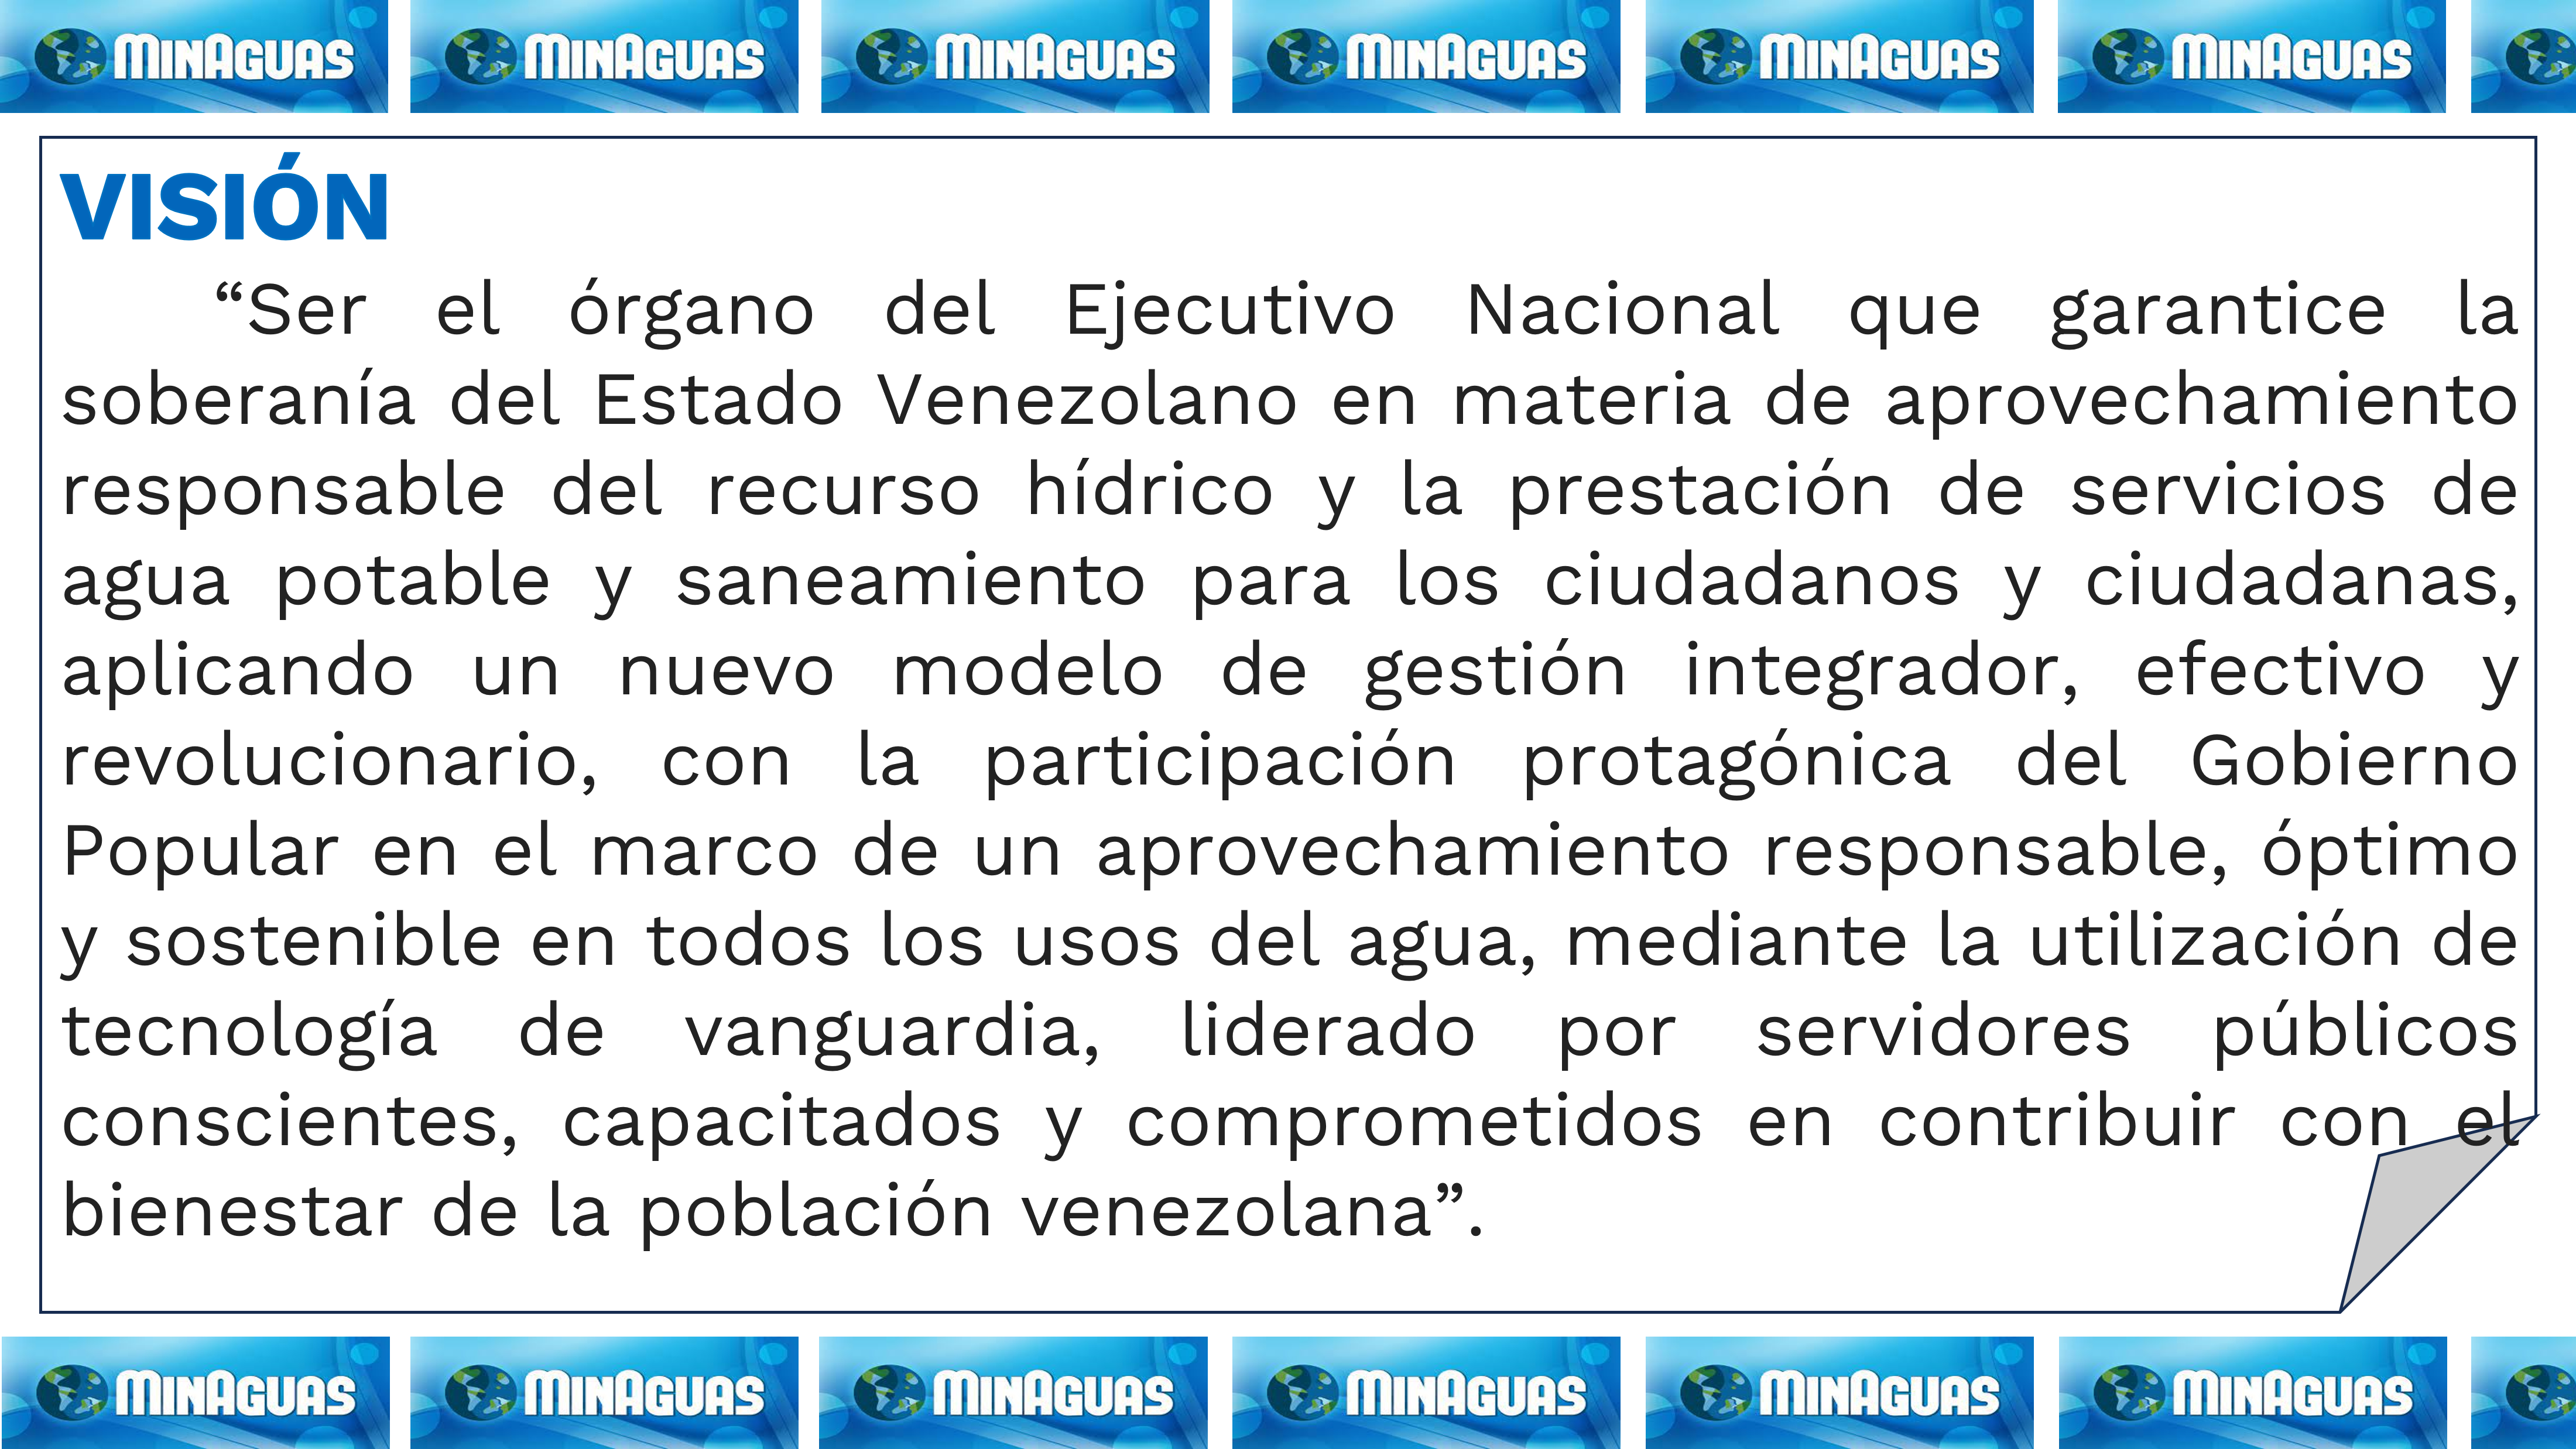 MINAGUAS MINAGUAS MINAGUAS MINAGUAS MINAGUAS MINAGUAS
VISIÓN
“Ser el órgano del Ejecutivo Nacional que garantice la
soberanía del Estado Venezolano en materia de aprovechamiento
responsable del recurso hídrico y la prestación de servicios de
agua potable y saneamiento para los ciudadanos y ciudadanas,
aplicando un nuevo modelo de gestión integrador, efectivo y
revolucionario, con la participación protagónica del Gobierno
Popular en el marco de un aprovechamiento responsable, óptimo
y sostenible en todos los usos del agua, mediante la utilización de
tecnología de vanguardia, liderado por servidores públicos
conscientes, capacitados y comprometidos en contribuir con el
bienestar de la población venezolana”.
MINAGUAS MINAGUAS MINAGUAS MINAGUAS MINAGUAS MINAGUAS